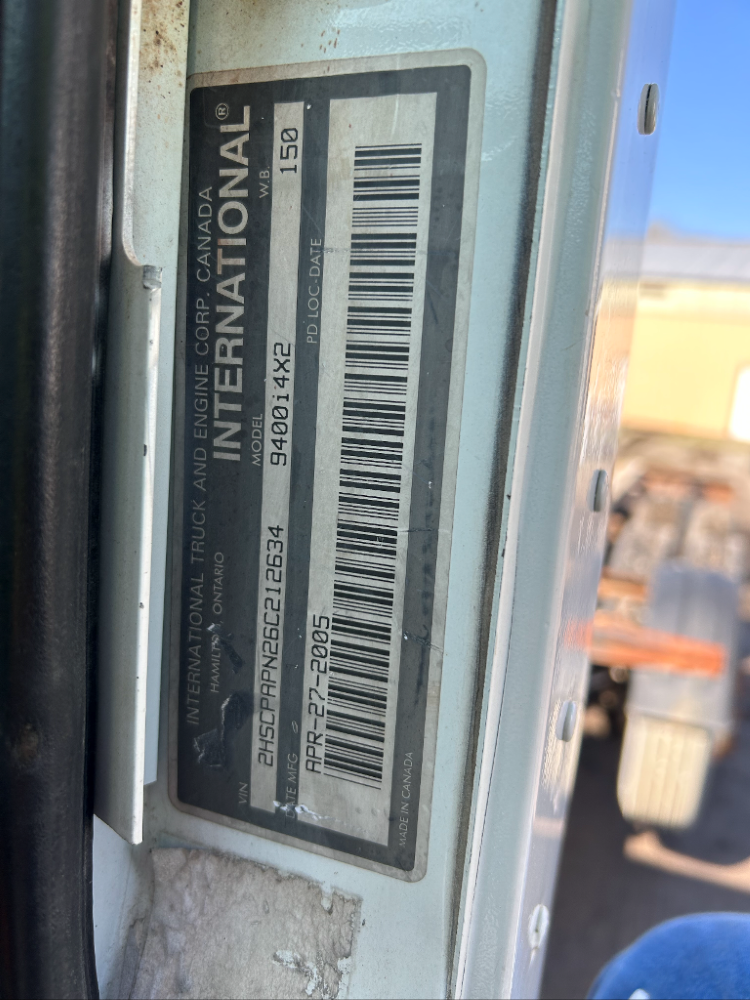 INTERNATIONAL TRUCK AND ENGINE CORP. CANADA
HAMILTON, ONTARIO INTERNATIONAL®
VIN MODEL W.B.
2HSCPAPN26C212634 9400i4X2 150
DATE MFG PD LOC-DATE
APR-27-2005
MADE IN CANADA